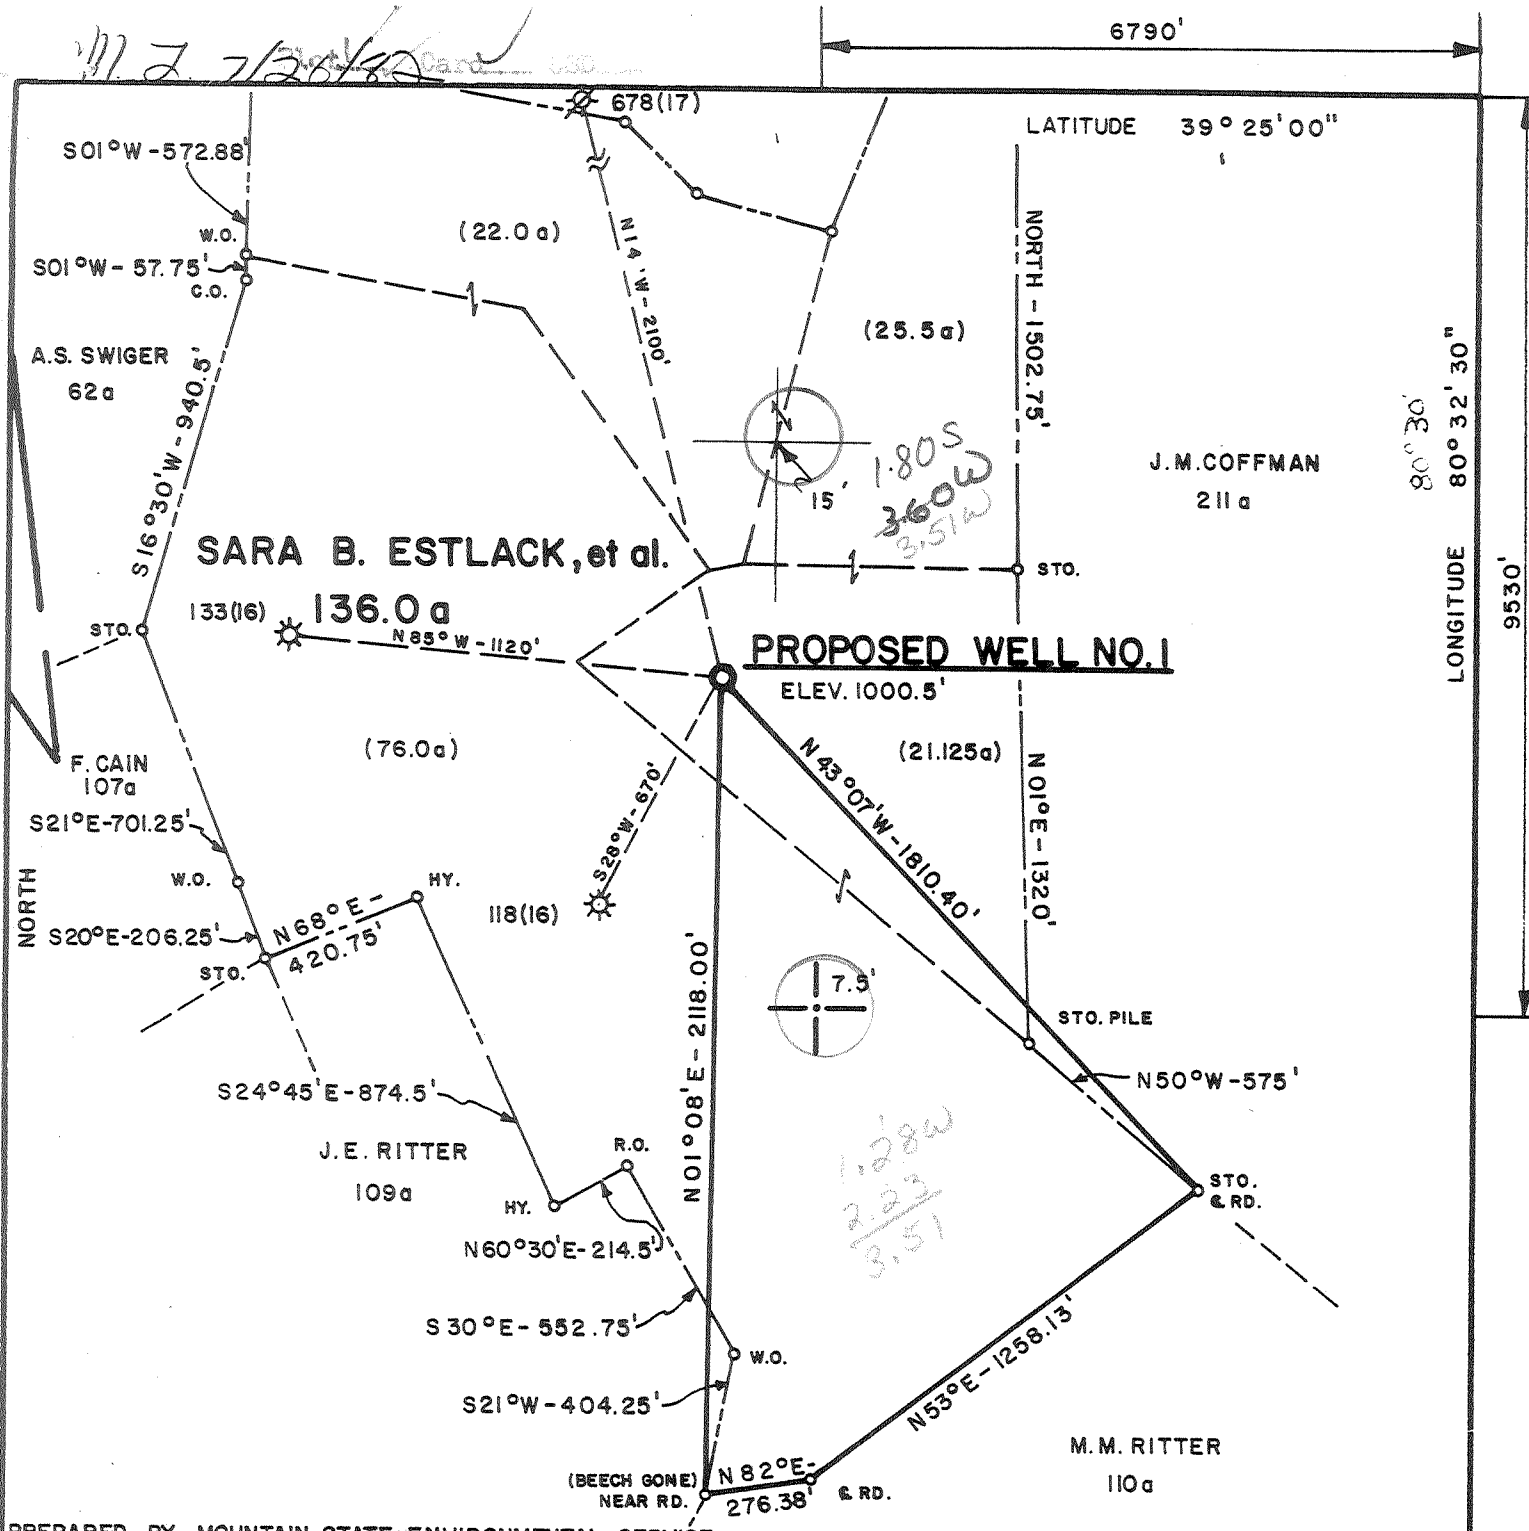 6790'
7/26/82
Card
678(17)
LATITUDE 39° 25' 00"
S01°W-572.88'
W.O.
(22.0a)
S01°W-57.75'
C.O.
N14°W-2100'
NORTH-1502.75'
(25.5a)
A.S. SWIGER
62a
S16°30'W-940.5'
LONGITUDE 80° 32' 30"
80° 30'
J.M.COFFMAN
211a
15'
1.80S
3.60W
3.51W
SARA B. ESTLACK, et al.
136.0a
STO.
9530'
133(16)
STO.
N85°W-1120'
PROPOSED WELL NO.1
ELEV. 1000.5'
(76.0a)
(21.125a)
F. CAIN
107a
N43°07'W-1810.40'
N01°E-1320'
S28°W-670'
S21°E-701.25'
W.O.
HY.
118(16)
NORTH
S20°E-206.25'
N68°E-
420.75'
STO.
N01°08'E-2118.00'
7.5'
STO. PILE
N50°W-575'
S24°45'E-874.5'
1.28W
2.23
3.51
J.E. RITTER
109a
R.O.
HY.
STO.
℄ RD.
N60°30'E-214.5'
S30°E-552.75'
W.O.
S21°W-404.25'
N53°E-1258.13'
M.M. RITTER
110a
(BEECH GONE)
NEAR RD.
N82°E-
276.38'
℄ RD.
PREPARED BY MOUNTAIN STATE ENVIRONMENTAL SERVICE